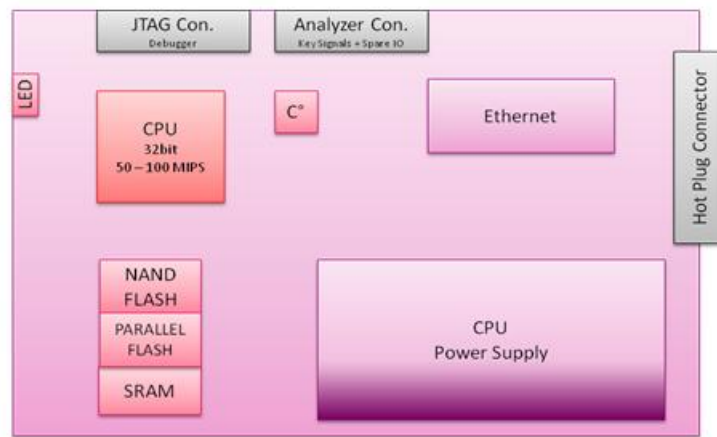 JTAG Con.
Debugger
Analyzer Con.
Key Signals + Spare IO
LED
CPU
32bit
50 – 100 MIPS
C°
Ethernet
Hot Plug Connector
NAND
FLASH
PARALLEL
FLASH
SRAM
CPU
Power Supply